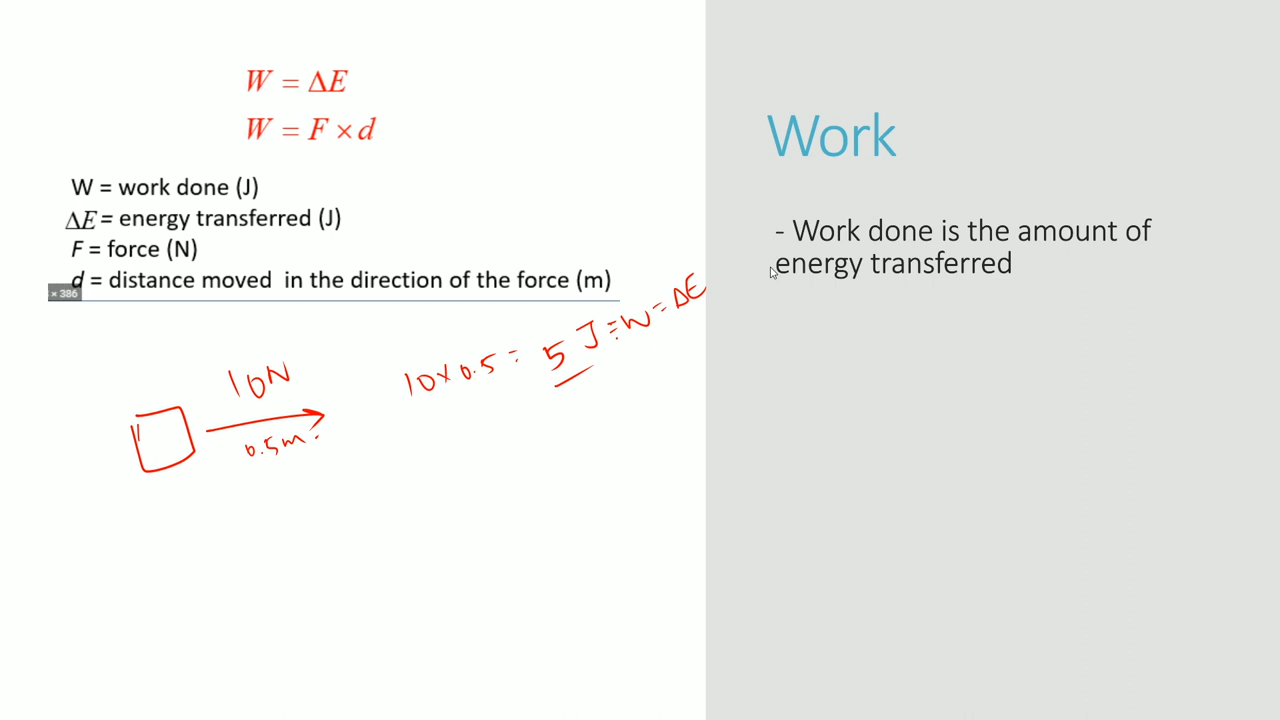 W = ΔE
W = F × d
W = work done (J)
ΔE = energy transferred (J)
F = force (N)
d = distance moved in the direction of the force (m)
× 386
10N
0.5m
10 × 0.5 = 5 J = W = ΔE
Work
- Work done is the amount of
energy transferred